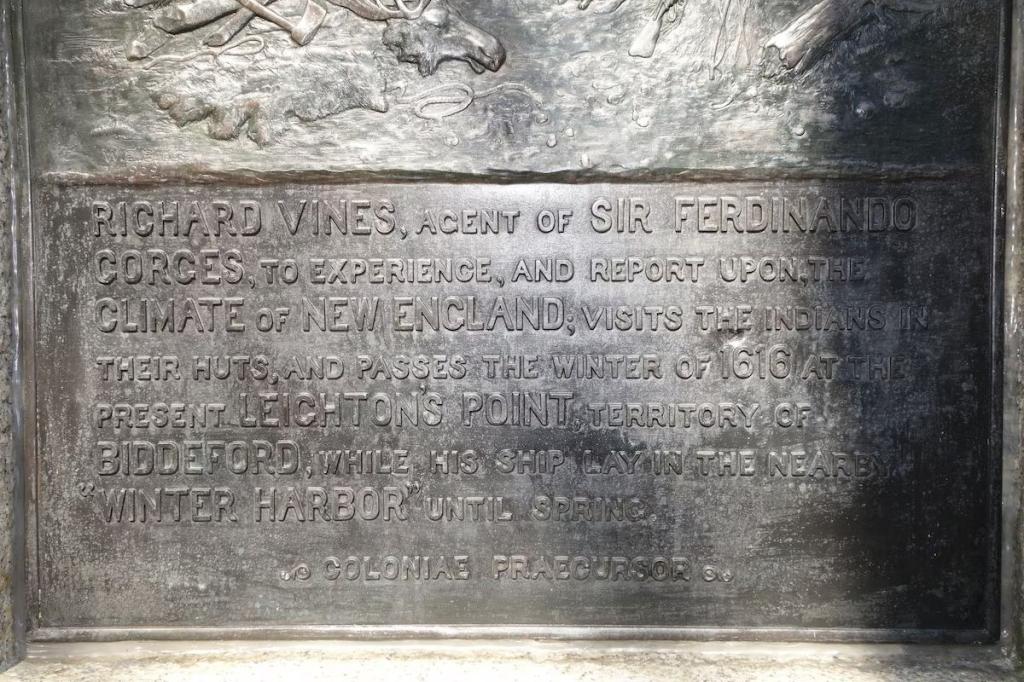 RICHARD VINES, AGENT OF SIR FERDINANDO
GORGES, TO EXPERIENCE, AND REPORT UPON, THE
CLIMATE OF NEW ENGLAND; VISITS THE INDIANS IN
THEIR HUTS, AND PASSES THE WINTER OF 1616 AT THE
PRESENT LEIGHTON'S POINT, TERRITORY OF
BIDDEFORD, WHILE HIS SHIP LAY IN THE NEARBY
"WINTER HARBOR" UNTIL SPRING.
COLONIAE PRAECURSOR